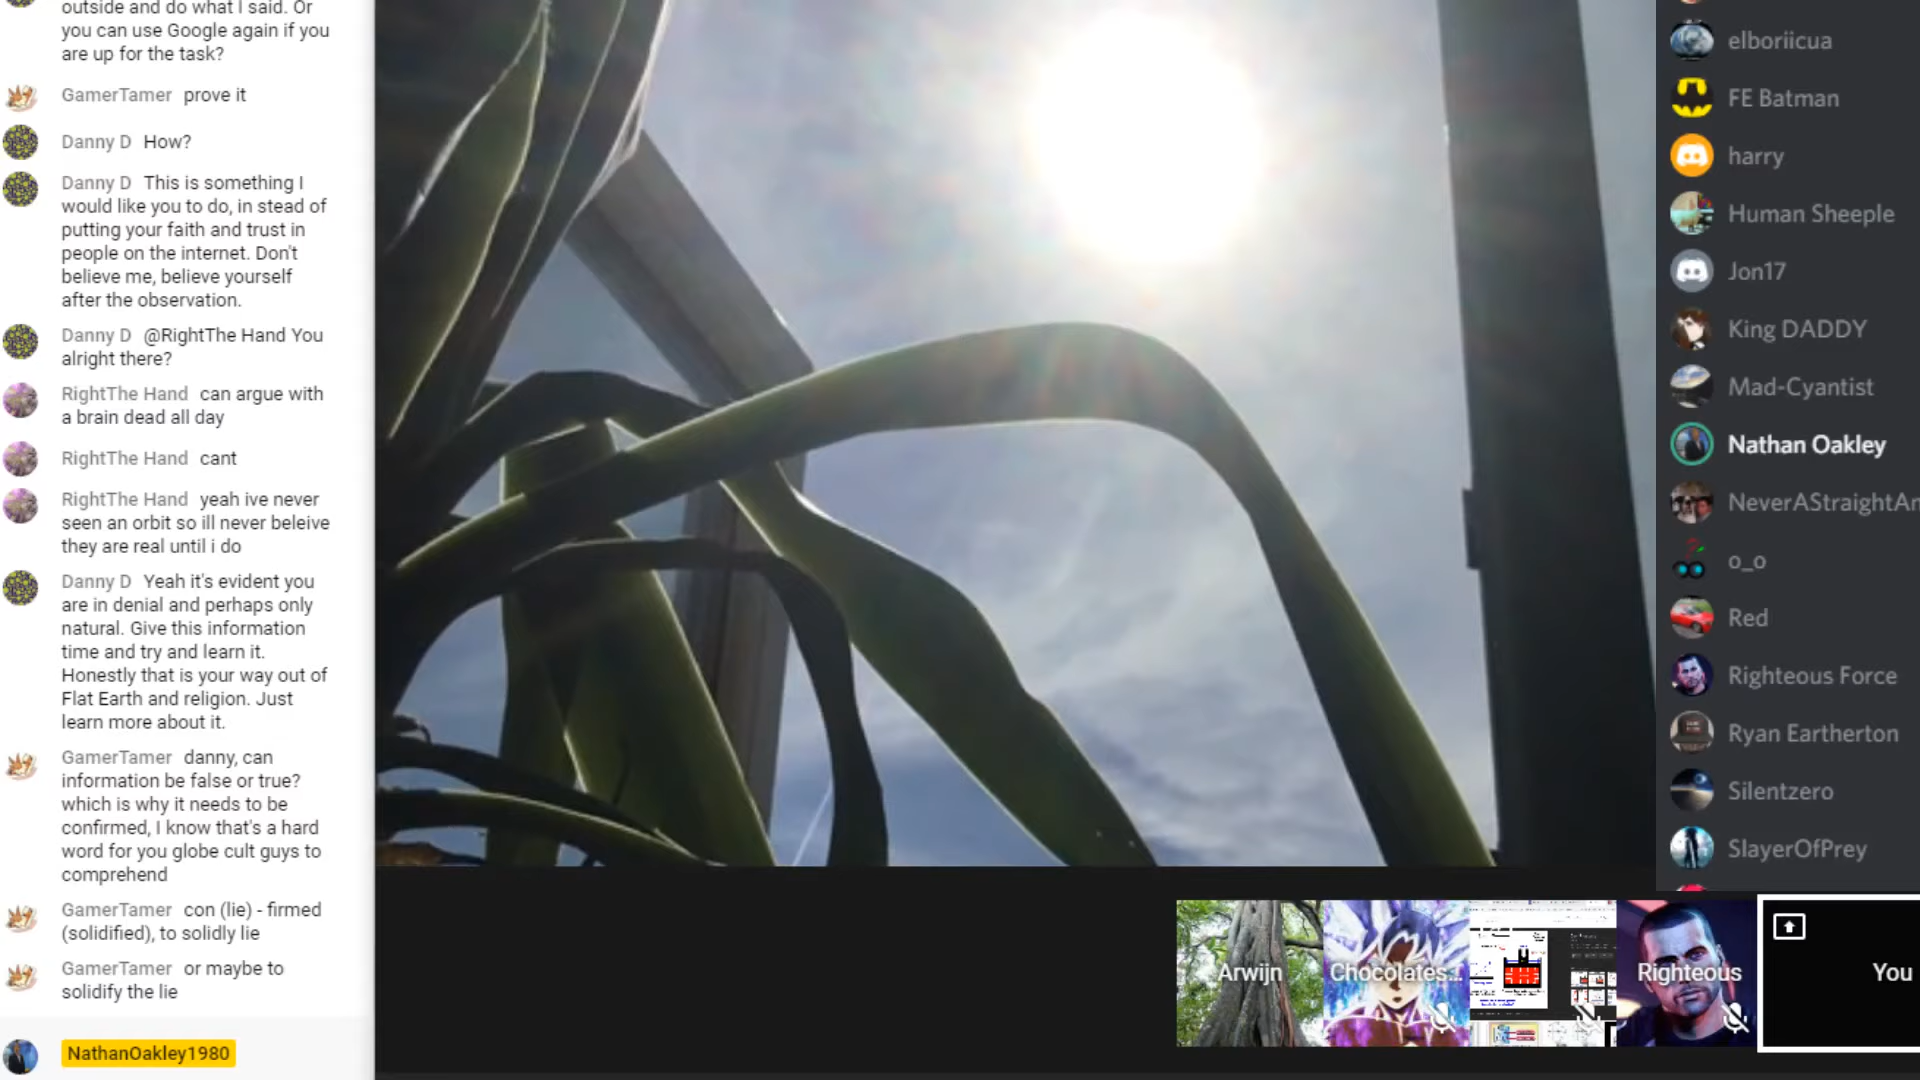 outside and do what I said. Or
you can use Google again if you
are up for the task?
GamerTamer prove it
Danny D How?
Danny D This is something I
would like you to do, in stead of
putting your faith and trust in
people on the internet. Don't
believe me, believe yourself
after the observation.
Danny D @RightThe Hand You
alright there?
RightThe Hand can argue with
a brain dead all day
RightThe Hand cant
RightThe Hand yeah ive never
seen an orbit so ill never beleive
they are real until i do
Danny D Yeah it's evident you
are in denial and perhaps only
natural. Give this information
time and try and learn it.
Honestly that is your way out of
Flat Earth and religion. Just
learn more about it.
GamerTamer danny, can
information be false or true?
which is why it needs to be
confirmed, I know that's a hard
word for you globe cult guys to
comprehend
GamerTamer con (lie) - firmed
(solidified), to solidly lie
GamerTamer or maybe to
solidify the lie
NathanOakley1980
elboriicua
FE Batman
harry
Human Sheeple
Jon17
King DADDY
Mad-Cyantist
Nathan Oakley
NeverAStraightAn
o_o
Red
Righteous Force
Ryan Eartherton
Silentzero
SlayerOfPrey
Arwijn
Chocolates...
Righteous
You